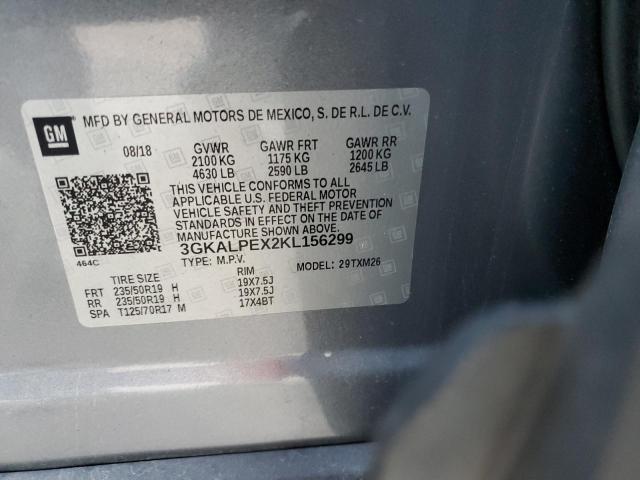 GM
MFD BY GENERAL MOTORS DE MEXICO, S. DE R.L. DE C.V.
08/18 GVWR GAWR FRT GAWR RR
2100 KG 1175 KG 1200 KG
4630 LB 2590 LB 2645 LB
THIS VEHICLE CONFORMS TO ALL
APPLICABLE U.S. FEDERAL MOTOR
VEHICLE SAFETY AND THEFT PREVENTION
STANDARDS IN EFFECT ON THE DATE OF
MANUFACTURE SHOWN ABOVE.
3GKALPEX2KL156299
464C
TYPE: M.P.V. MODEL: 29TXM26
TIRE SIZE RIM
FRT 235/50R19 H 19X7.5J
RR 235/50R19 H 19X7.5J
SPA T125/70R17 M 17X4BT